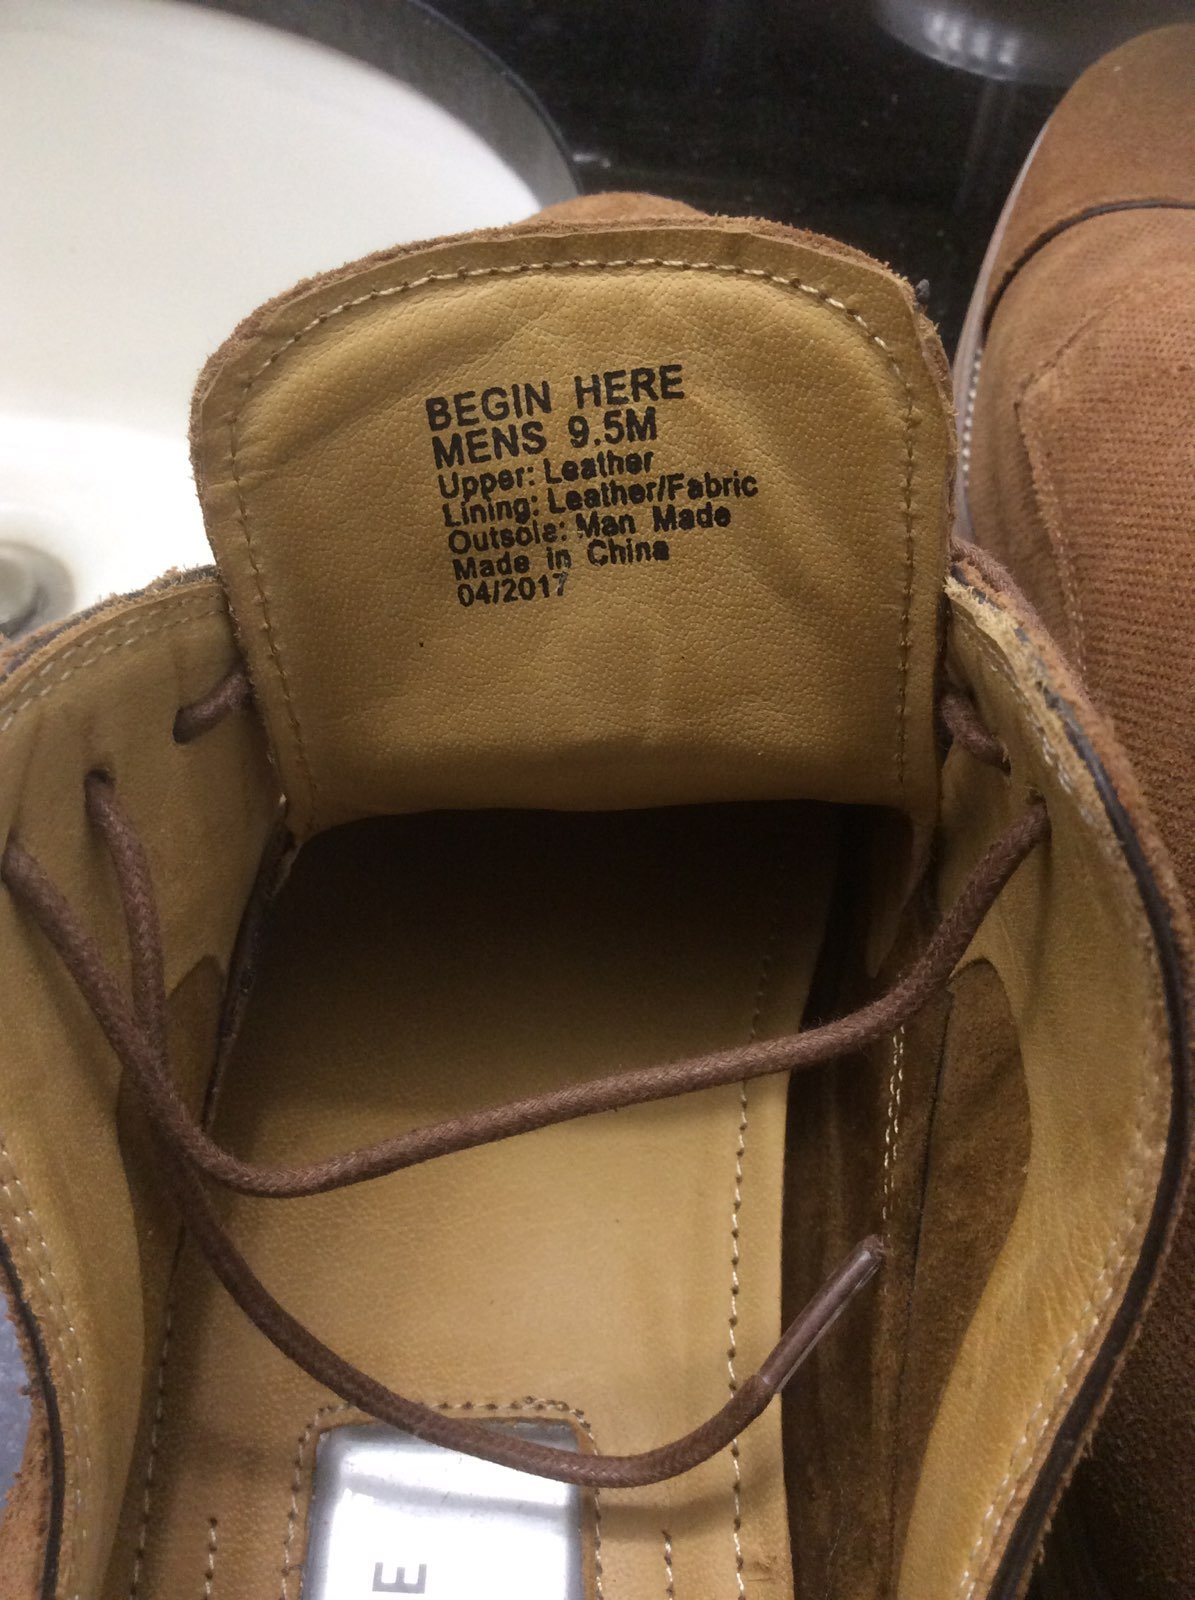 BEGIN HERE
MENS 9.5M
Upper: Leather
Lining: Leather/Fabric
Outsole: Man Made
Made in China
04/2017
E